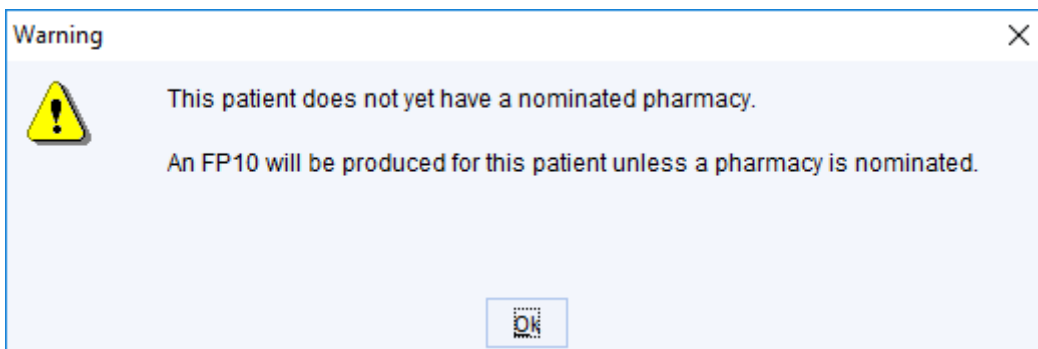 Warning
This patient does not yet have a nominated pharmacy.
An FP10 will be produced for this patient unless a pharmacy is nominated.
Ok